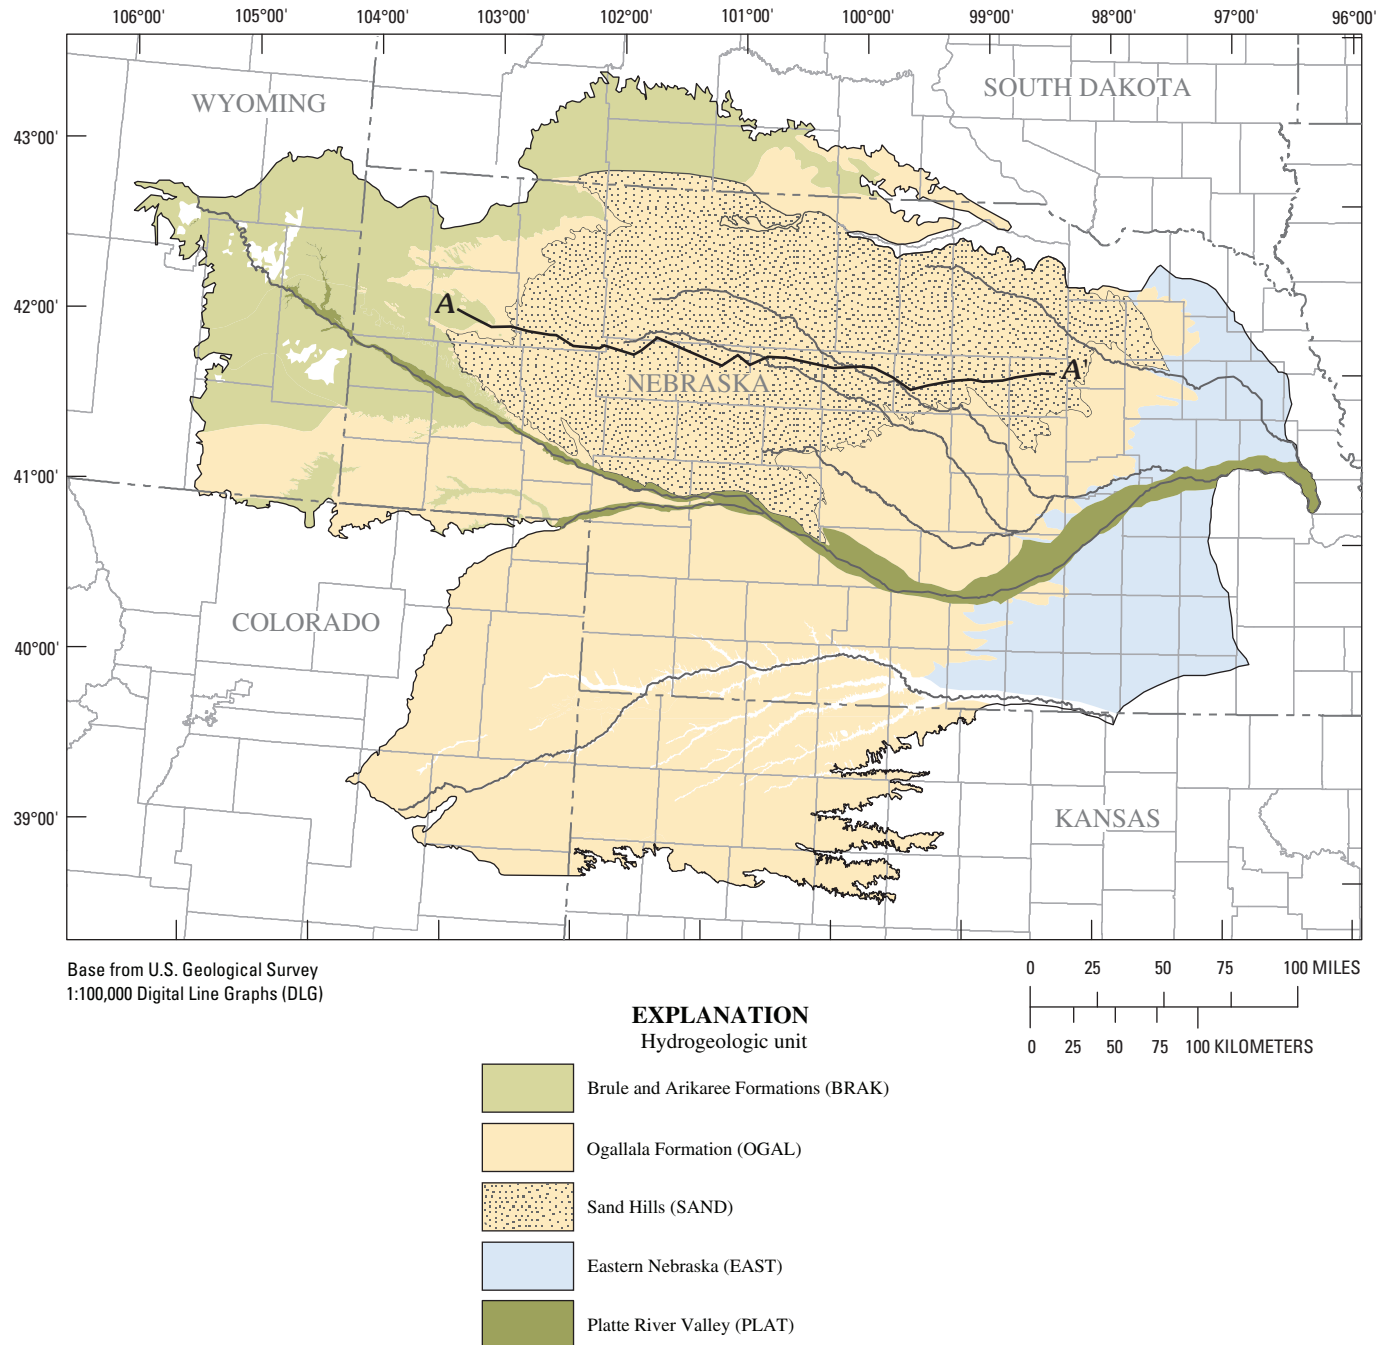 106°00' 105°00' 104°00' 103°00' 102°00' 101°00' 100°00' 99°00' 98°00' 97°00' 96°00'
WYOMING
SOUTH DAKOTA
43°00'
42°00'
A
A'
NEBRASKA
41°00'
COLORADO
40°00'
39°00'
KANSAS
Base from U.S. Geological Survey
1:100,000 Digital Line Graphs (DLG)
0 25 50 75 100 MILES
0 25 50 75 100 KILOMETERS
EXPLANATION
Hydrogeologic unit
Brule and Arikaree Formations (BRAK)
Ogallala Formation (OGAL)
Sand Hills (SAND)
Eastern Nebraska (EAST)
Platte River Valley (PLAT)